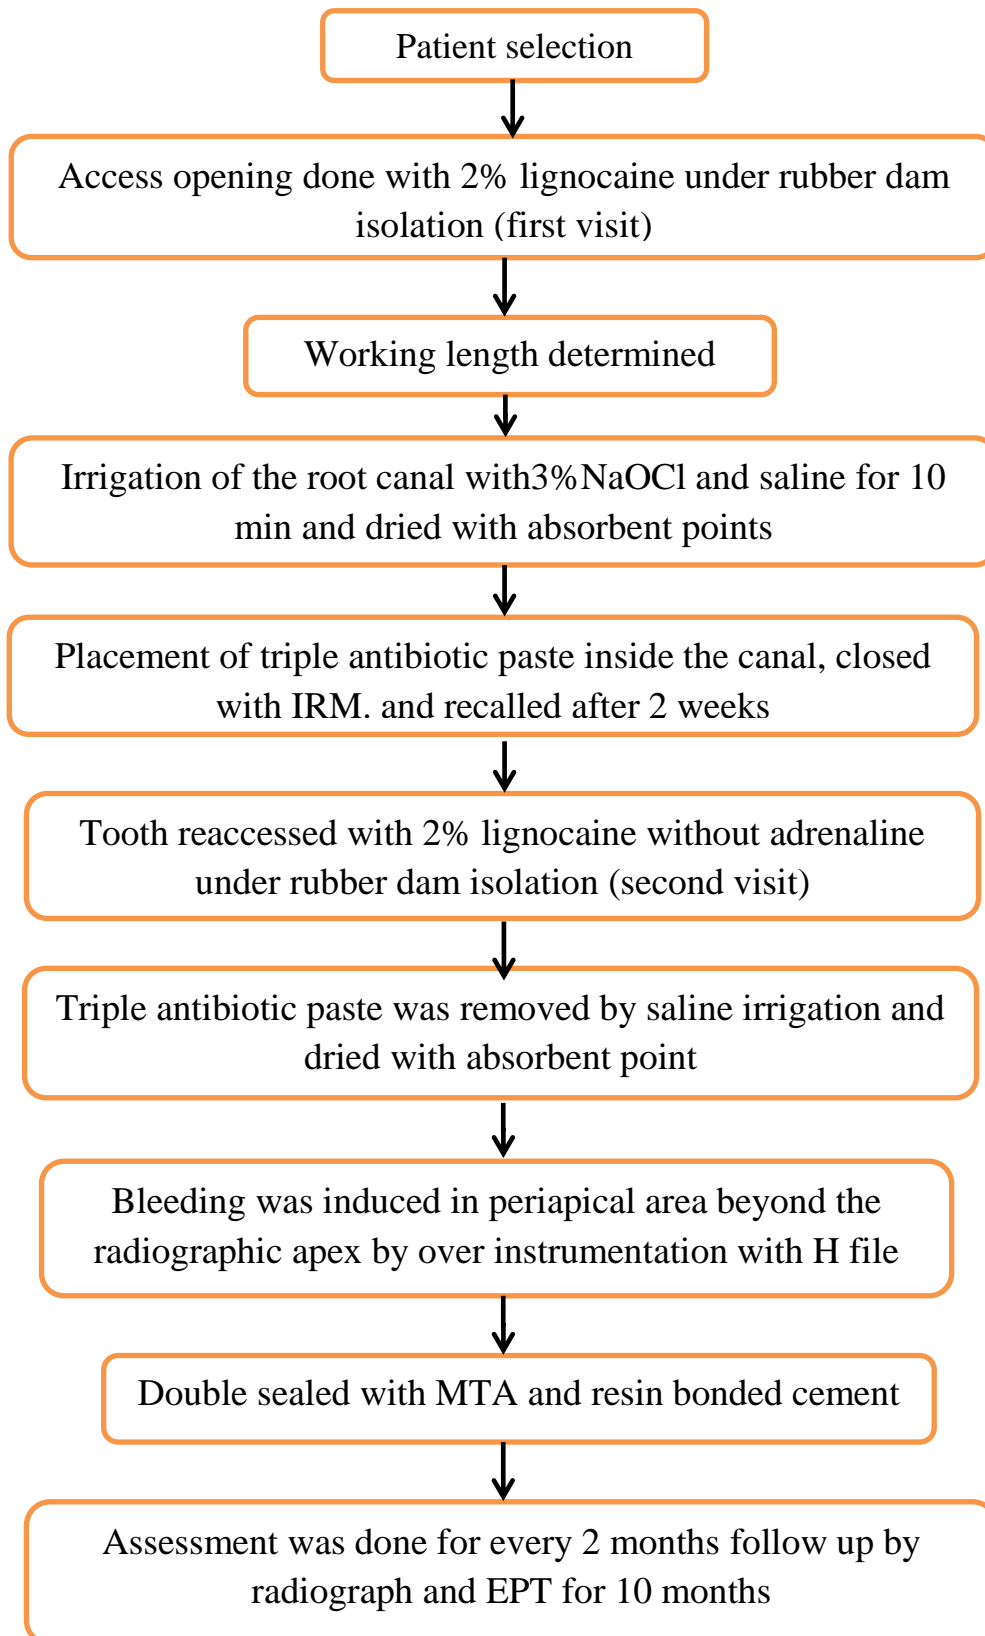 Patient selection
Access opening done with 2% lignocaine under rubber dam
isolation (first visit)
Working length determined
Irrigation of the root canal with3%NaOCl and saline for 10
min and dried with absorbent points
Placement of triple antibiotic paste inside the canal, closed
with IRM. and recalled after 2 weeks
Tooth reaccessed with 2% lignocaine without adrenaline
under rubber dam isolation (second visit)
Triple antibiotic paste was removed by saline irrigation and
dried with absorbent point
Bleeding was induced in periapical area beyond the
radiographic apex by over instrumentation with H file
Double sealed with MTA and resin bonded cement
Assessment was done for every 2 months follow up by
radiograph and EPT for 10 months